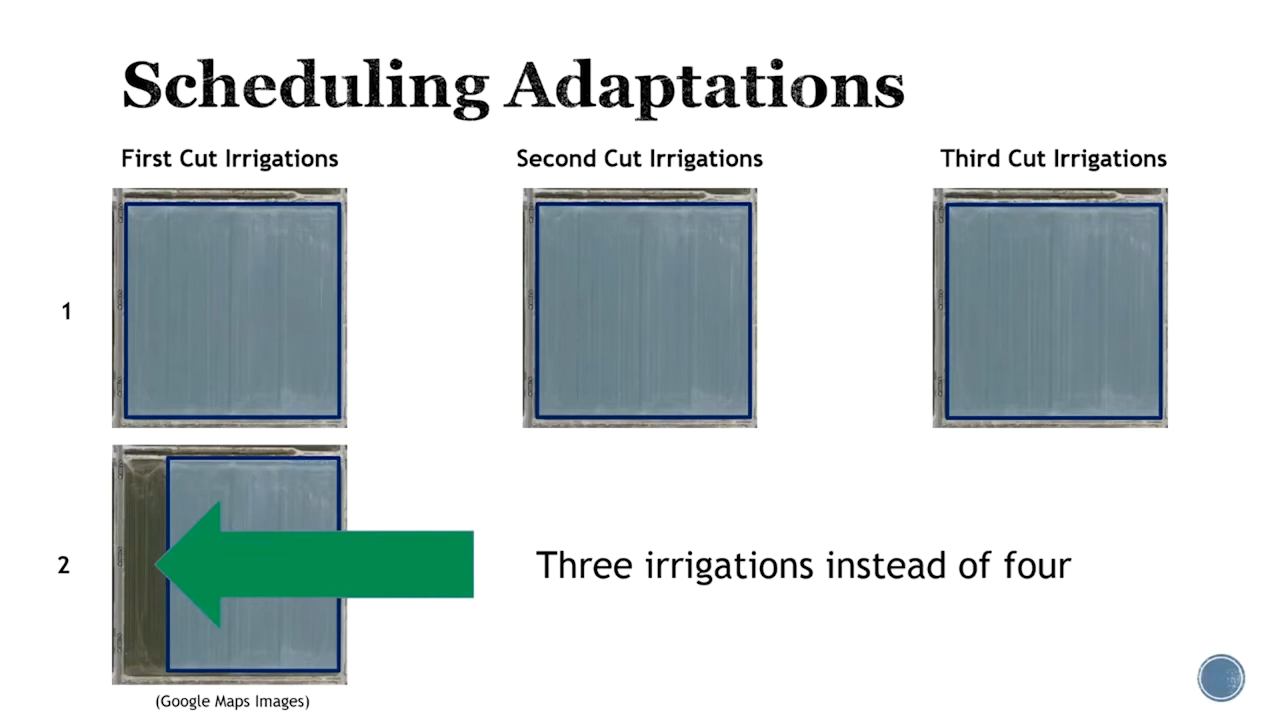 Scheduling Adaptations
First Cut Irrigations
Second Cut Irrigations
Third Cut Irrigations
1
2
Three irrigations instead of four
(Google Maps Images)